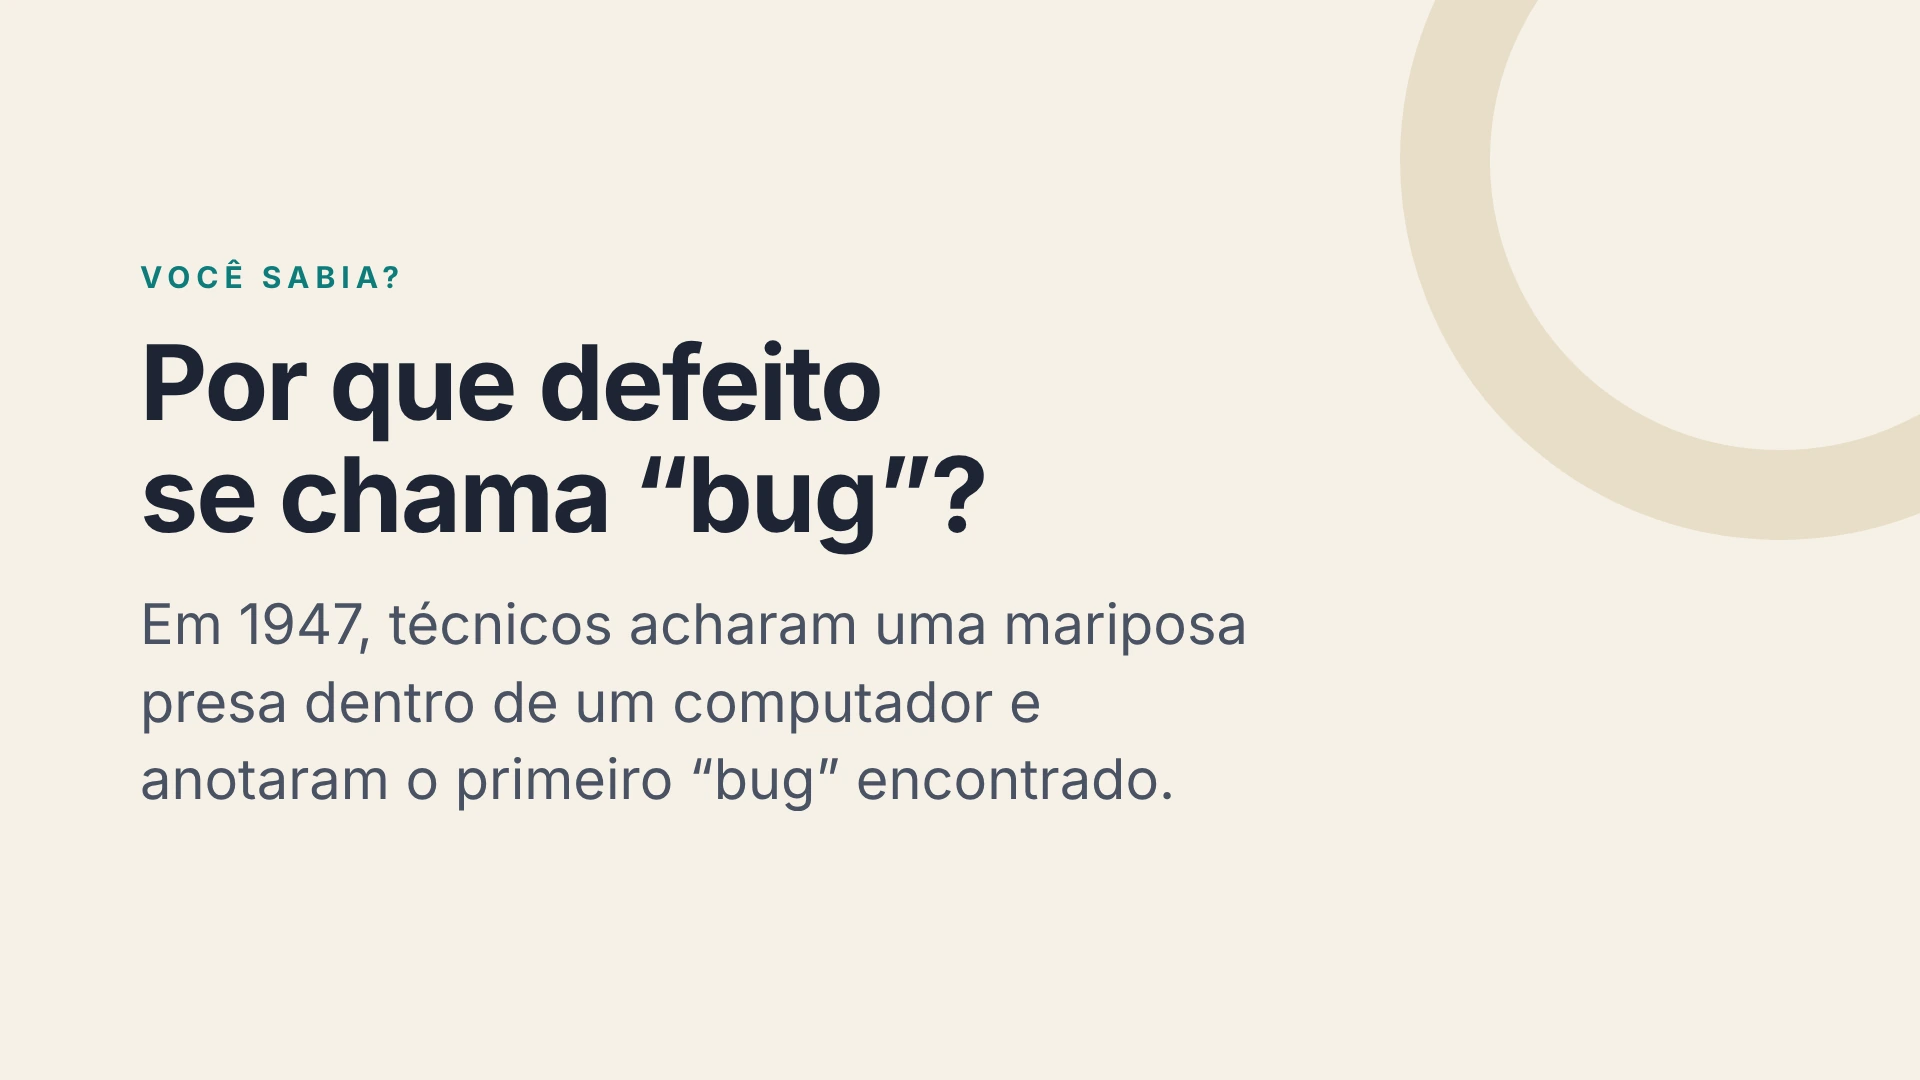 VOCÊ SABIA?
Por que defeito
se chama “bug”?
Em 1947, técnicos acharam uma mariposa
presa dentro de um computador e
anotaram o primeiro “bug” encontrado.